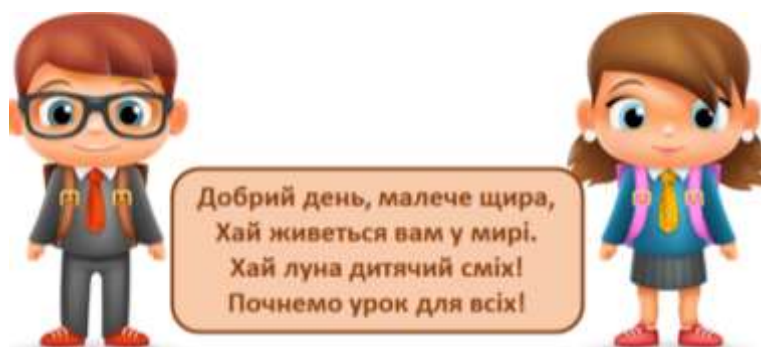 Добрий день, малече щира,
Хай живеться вам у мирі.
Хай луна дитячий сміх!
Почнемо урок для всіх!